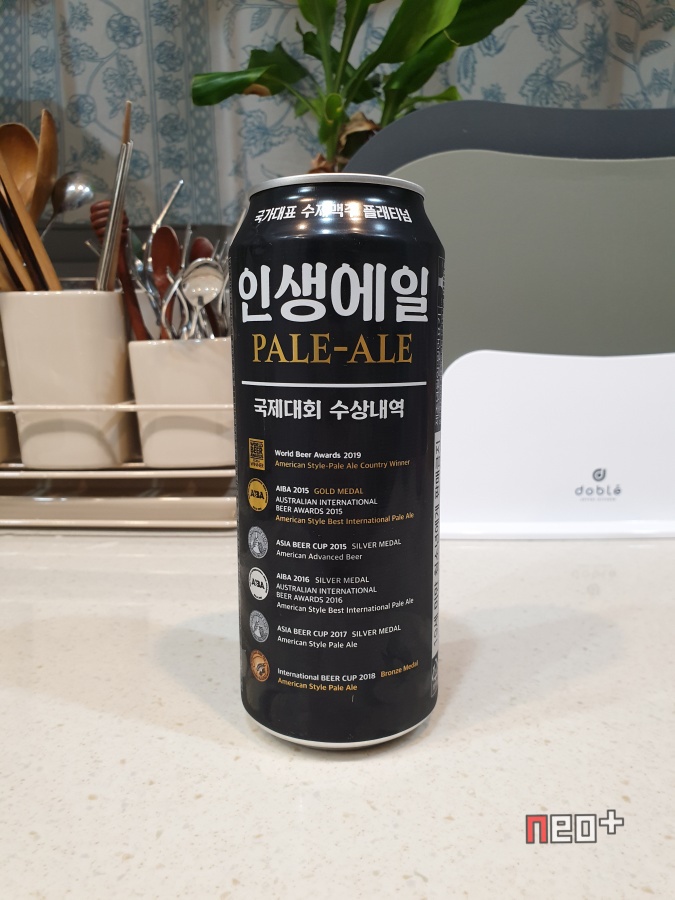 국가대표 수제맥주 플래티넘
인생에일
PALE-ALE
국제대회 수상내역
World Beer Awards 2019
American Style-Pale Ale Country Winner
AIBA
AIBA 2015 GOLD MEDAL
AUSTRALIAN INTERNATIONAL
BEER AWARDS 2015
American Style Best International Pale Ale
ASIA BEER CUP 2015 SILVER MEDAL
American Advanced Beer
AIBA
AIBA 2016 SILVER MEDAL
AUSTRALIAN INTERNATIONAL
BEER AWARDS 2016
American Style Best International Pale Ale
ASIA BEER CUP 2017 SILVER MEDAL
American Style Pale Ale
International BEER CUP 2018 Bronze Medal
American Style Pale Ale
doblé
neo+